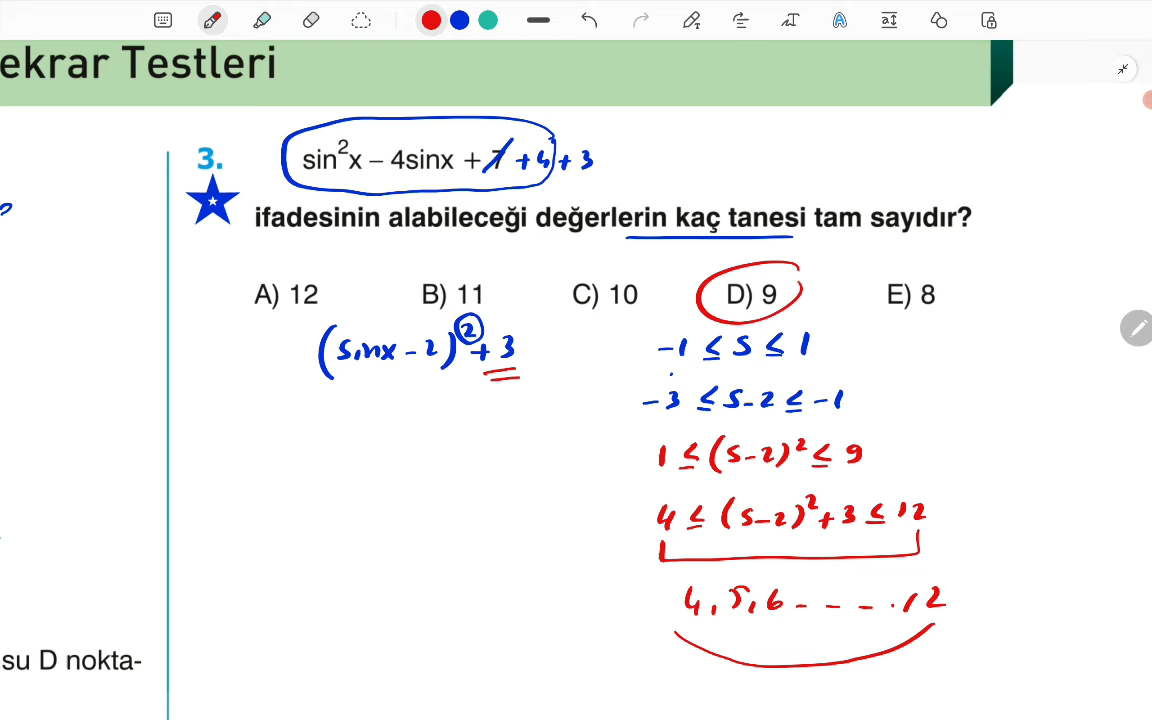 ekrar Testleri
3. sin²x – 4sinx + 7 + 4 + 3
ifadesinin alabileceği değerlerin kaç tanesi tam sayıdır?
A) 12 B) 11 C) 10 D) 9 E) 8
(sınx - 2)² + 3
-1 ≤ s ≤ 1
-3 ≤ s-2 ≤ -1
1 ≤ (s-2)² ≤ 9
4 ≤ (s-2)² + 3 ≤ 12
4, 5, 6 - - - - . 12
su D nokta-